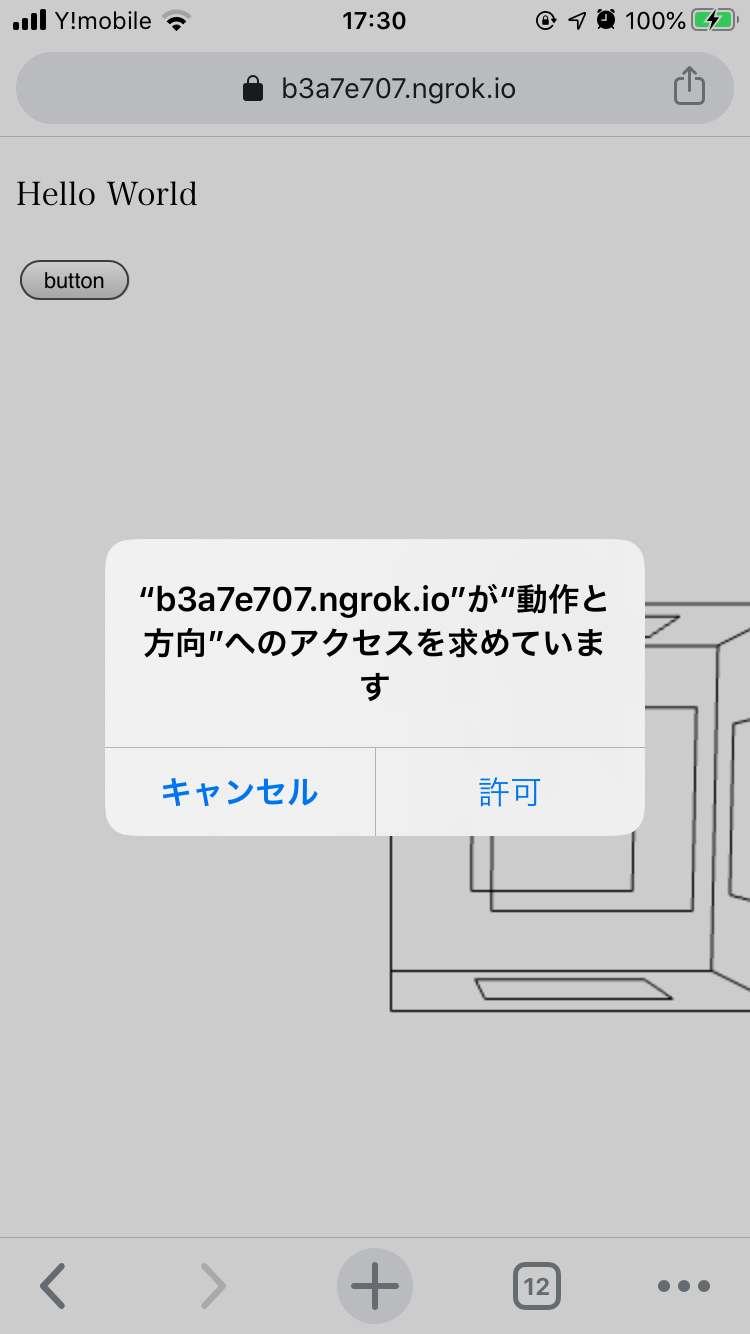 Y!mobile 17:30 100%
b3a7e707.ngrok.io
Hello World
button
“b3a7e707.ngrok.io”が“動作と
方向”へのアクセスを求めていま
す
キャンセル 許可
12